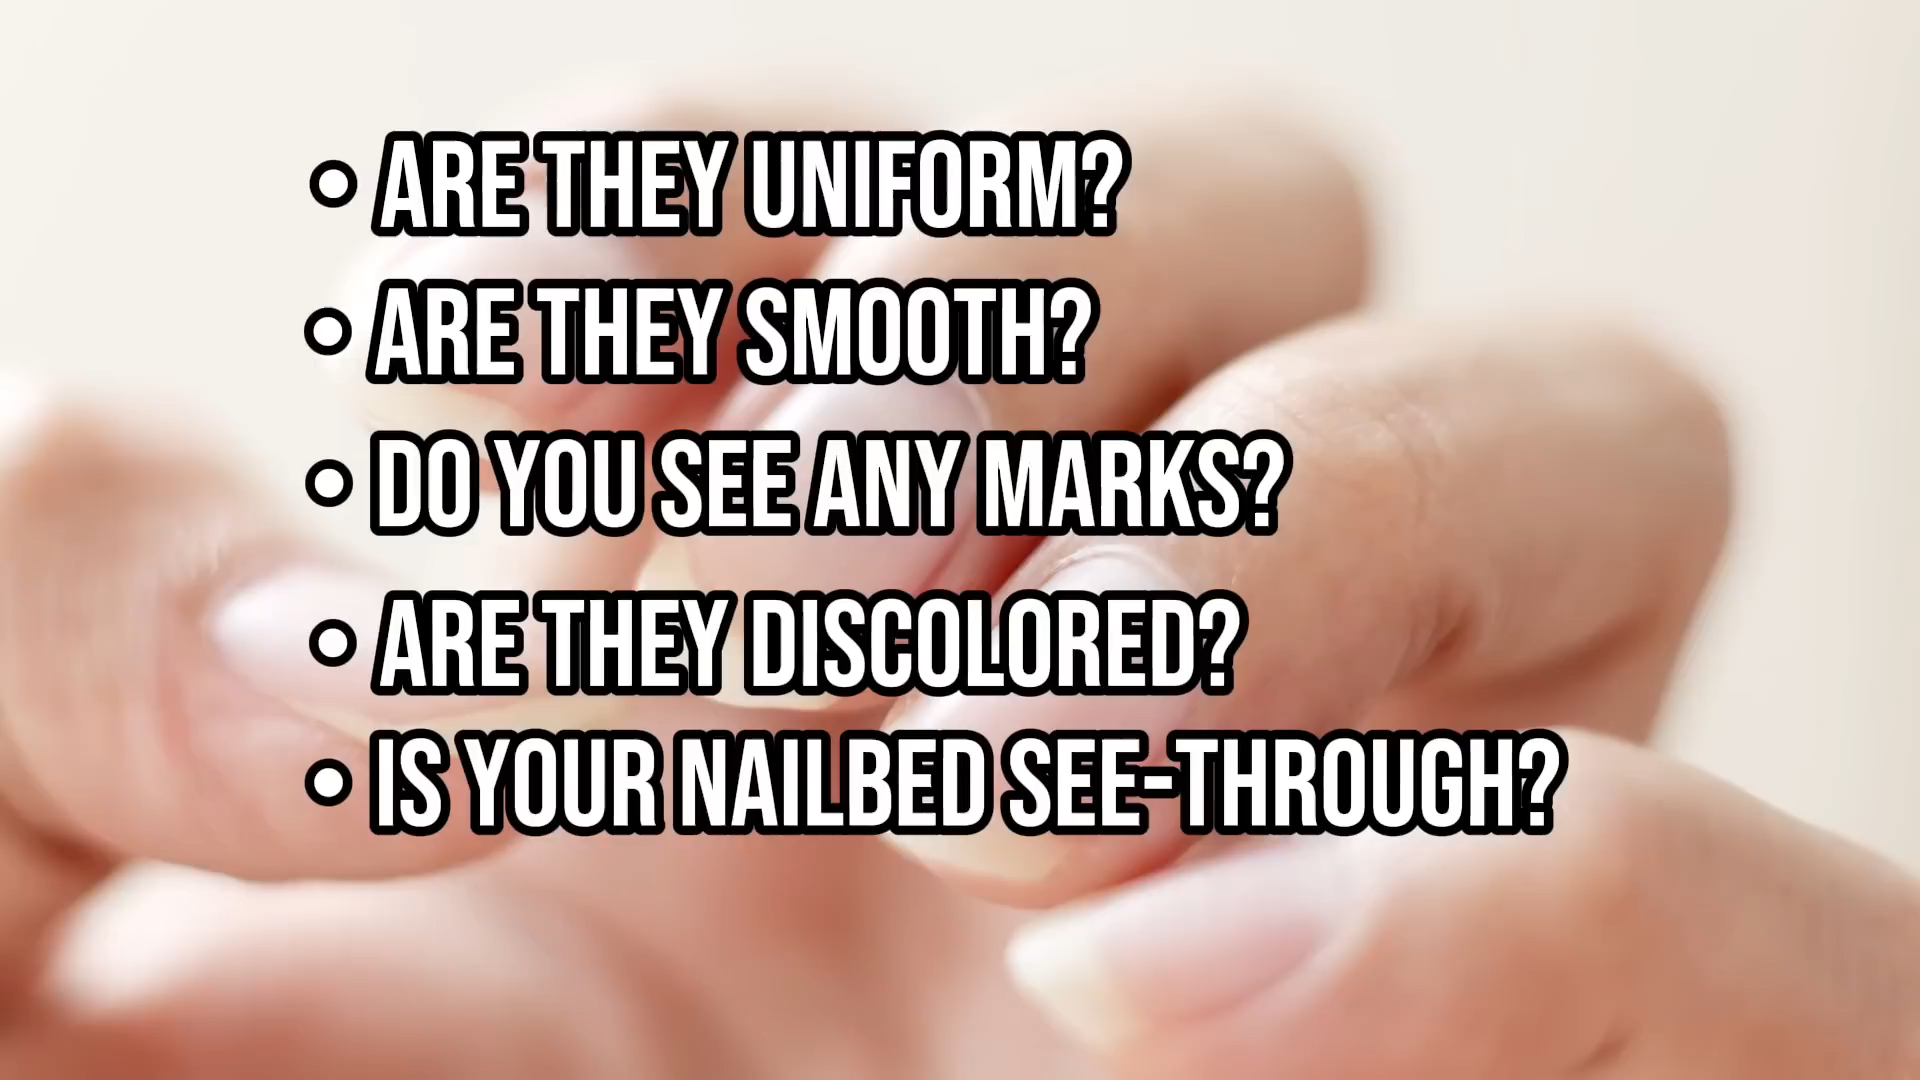 • ARE THEY UNIFORM?
• ARE THEY SMOOTH?
• DO YOU SEE ANY MARKS?
• ARE THEY DISCOLORED?
• IS YOUR NAILBED SEE-THROUGH?